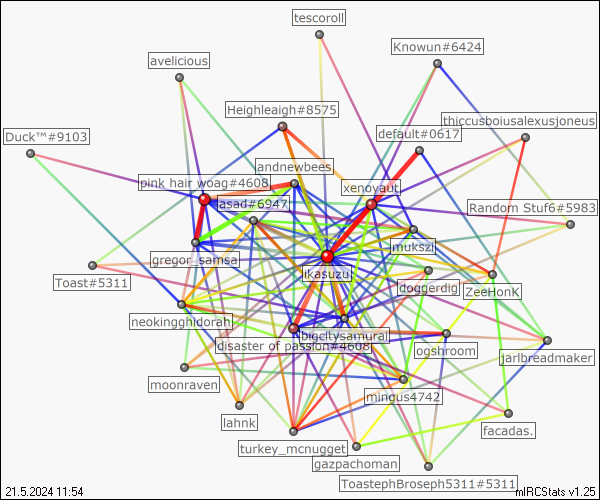 tescoroll
Knowun#6424
avelicious
Heighleaigh#8575
thiccusboiusalexusjoneus
Duck™#9103
default#0617
andnewbees
pink hair woag#4608
xenovaut
asad#6947
Random Stuf6#5983
mukszi
gregor_samsa
ikasuzu
Toast#5311
doggerdig
ZeeHonK
neokingghidorah
bigcitysamurai
disaster of passion#4608
ogshroom
jarlbreadmaker
moonraven
mingus4742
lahnk
facadas.
turkey_mcnugget
gazpachoman
ToastephBroseph5311#5311
21.5.2024 11:54
mIRCStats v1.25